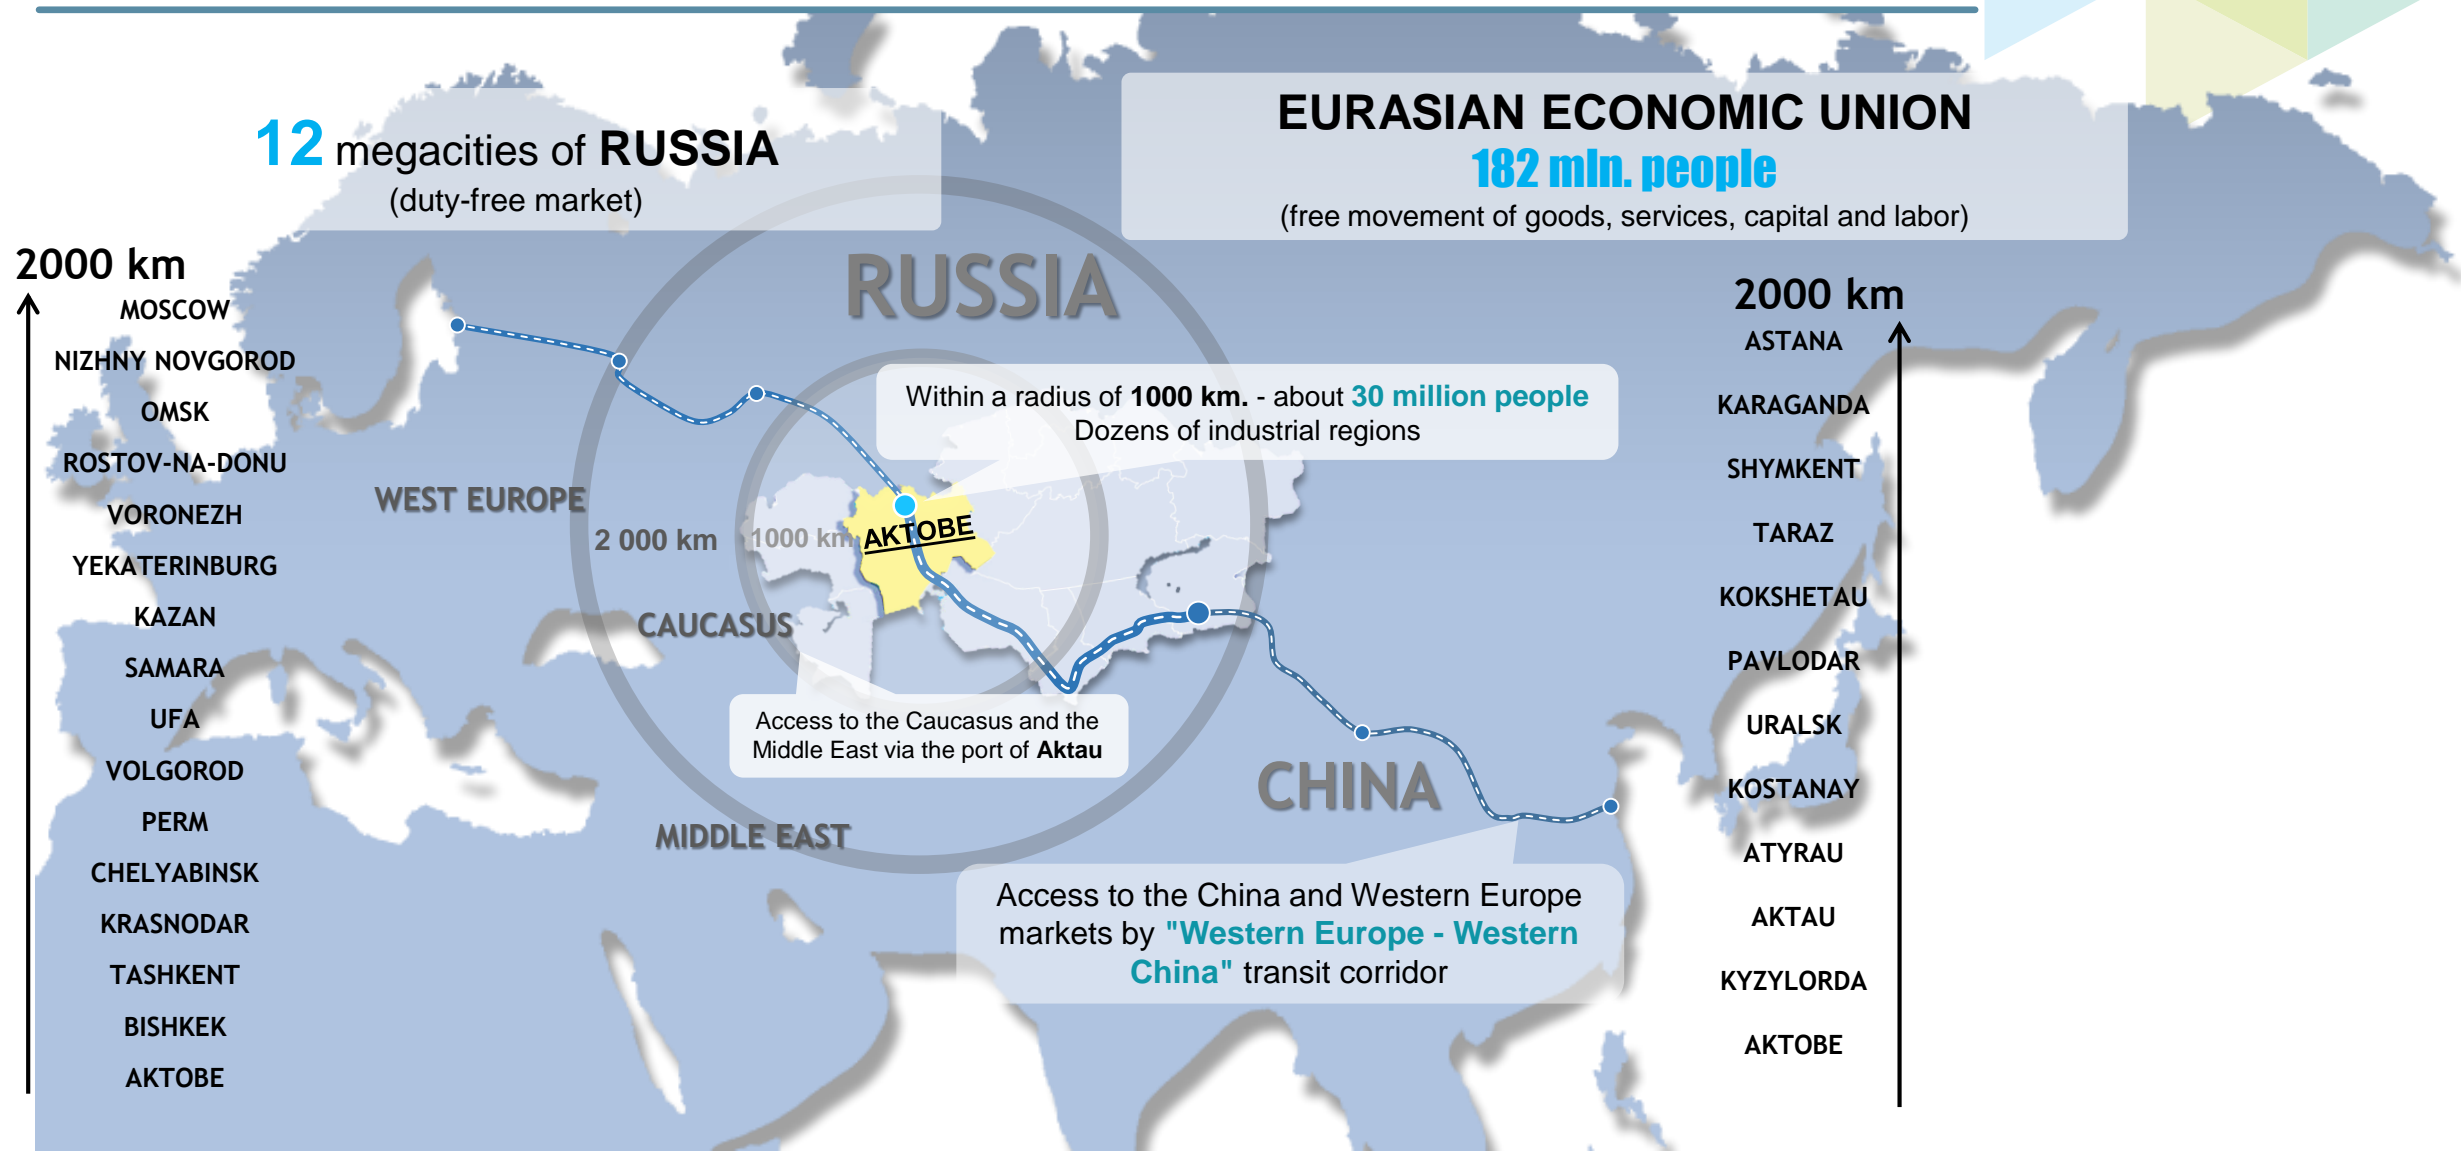 12 megacities of RUSSIA
(duty-free market)
EURASIAN ECONOMIC UNION
182 mln. people
(free movement of goods, services, capital and labor)
2000 km
MOSCOW
NIZHNY NOVGOROD
OMSK
ROSTOV-NA-DONU
VORONEZH
YEKATERINBURG
KAZAN
SAMARA
UFA
VOLGOROD
PERM
CHELYABINSK
KRASNODAR
TASHKENT
BISHKEK
AKTOBE
RUSSIA
Within a radius of 1000 km. - about 30 million people
Dozens of industrial regions
WEST EUROPE
2 000 km
1000 km
AKTOBE
CAUCASUS
Access to the Caucasus and the
Middle East via the port of Aktau
CHINA
MIDDLE EAST
Access to the China and Western Europe
markets by "Western Europe - Western
China" transit corridor
2000 km
ASTANA
KARAGANDA
SHYMKENT
TARAZ
KOKSHETAU
PAVLODAR
URALSK
KOSTANAY
ATYRAU
AKTAU
KYZYLORDA
AKTOBE